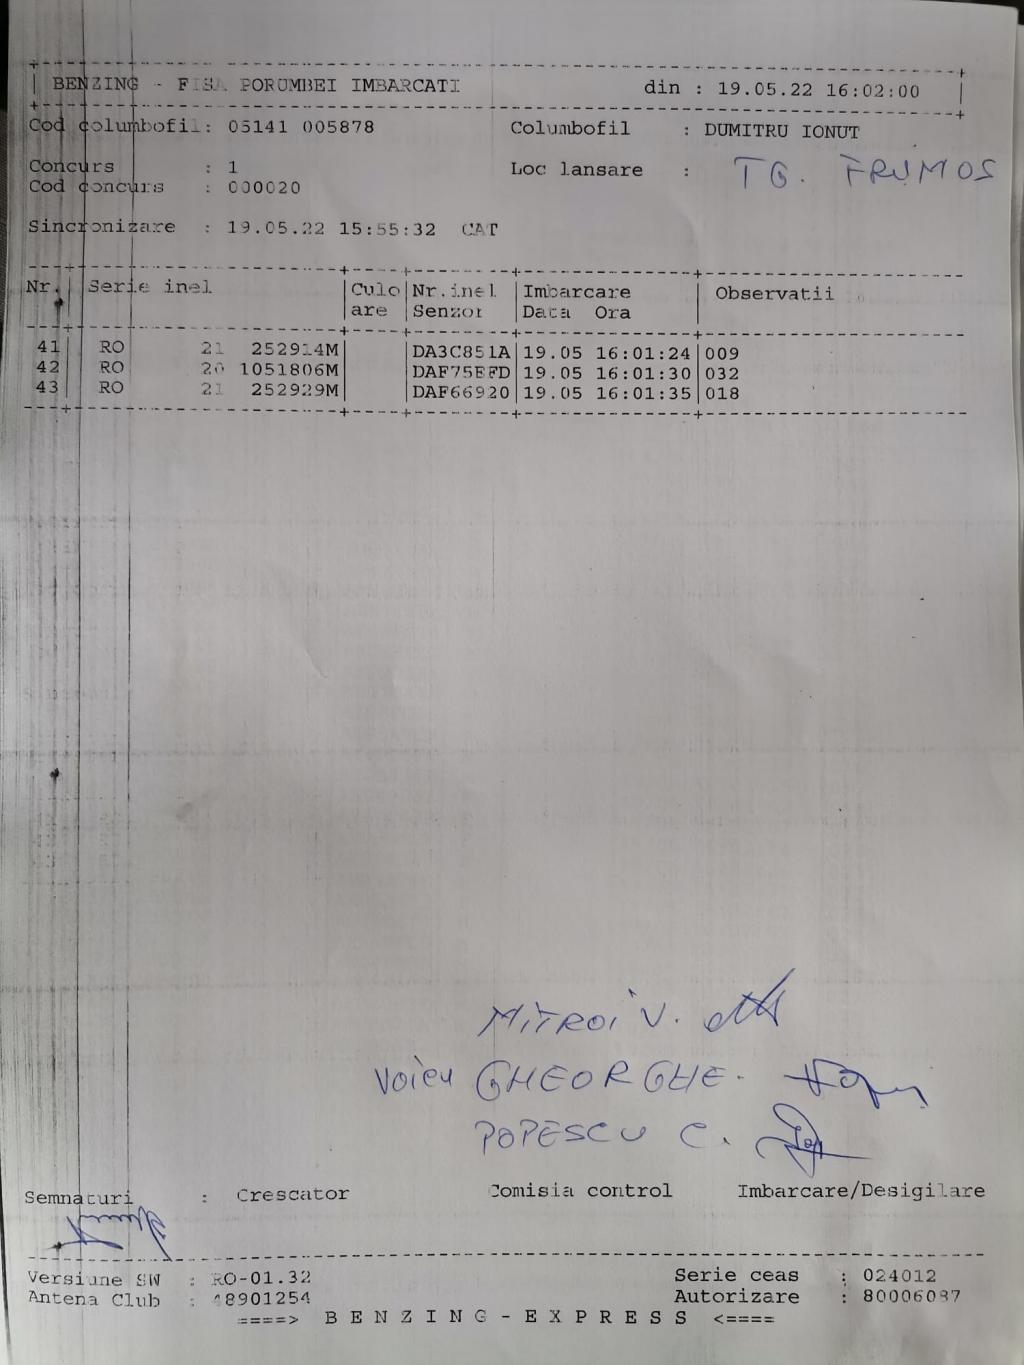 BENZING - FISA PORUMBEI IMBARCATI din : 19.05.22 16:02:00
Cod columbofil: 05141 005878 Columbofil : DUMITRU IONUT
Concurs : 1 Loc lansare : TG. FRUMOS
Cod concurs : 000020
Sincronizare : 19.05.22 15:55:32 CAT
Nr. Serie inel Culo Nr.inel Imbarcare Observatii
are Senzor Data Ora
41 RO 21 252914M DA3C851A 19.05 16:01:24 009
42 RO 20 1051806M DAF75EFD 19.05 16:01:30 032
43 RO 21 252929M DAF66920 19.05 16:01:35 018
MITROI V.
VOICU GHEORGHE.
POPESCU C.
Semnaturi : Crescator Comisia control Imbarcare/Desigilare
Versiune SW : RO-01.32 Serie ceas : 024012
Antena Club : 48901254 Autorizare : 80006087
====> BENZING-EXPRESS <====